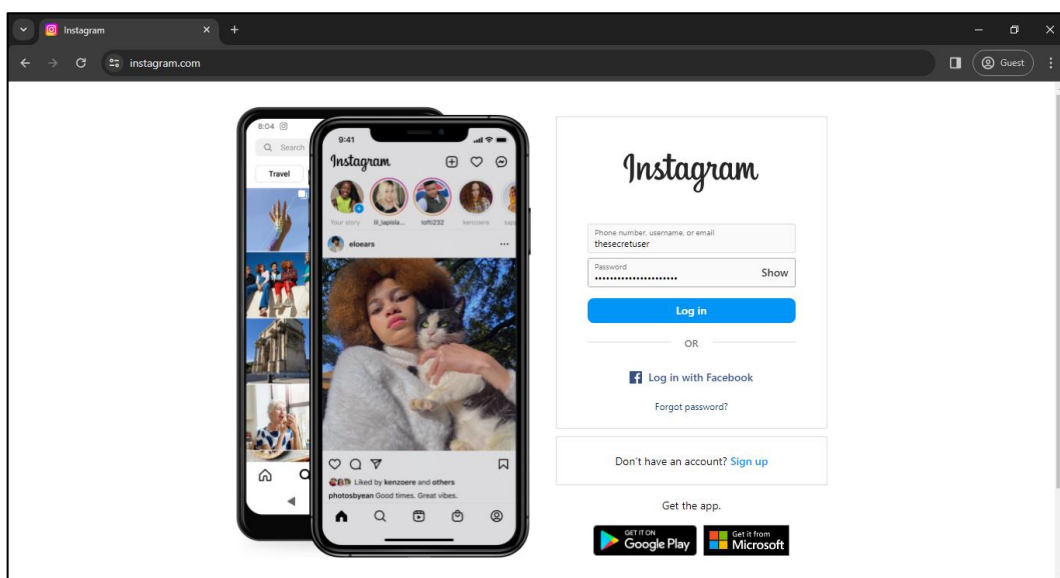 Instagram
instagram.com
Guest
8:04
Search
Travel
9:41
Instagram
Your story lil_lapisla... lofti232 kenzoere
eloears
Liked by kenzoere and others
photosbyean Good times. Great vibes.
Instagram
Phone number, username, or email
thesecretuser
Password
Show
Log in
OR
Log in with Facebook
Forgot password?
Don't have an account? Sign up
Get the app.
GET IT ON
Google Play
Get it from
Microsoft